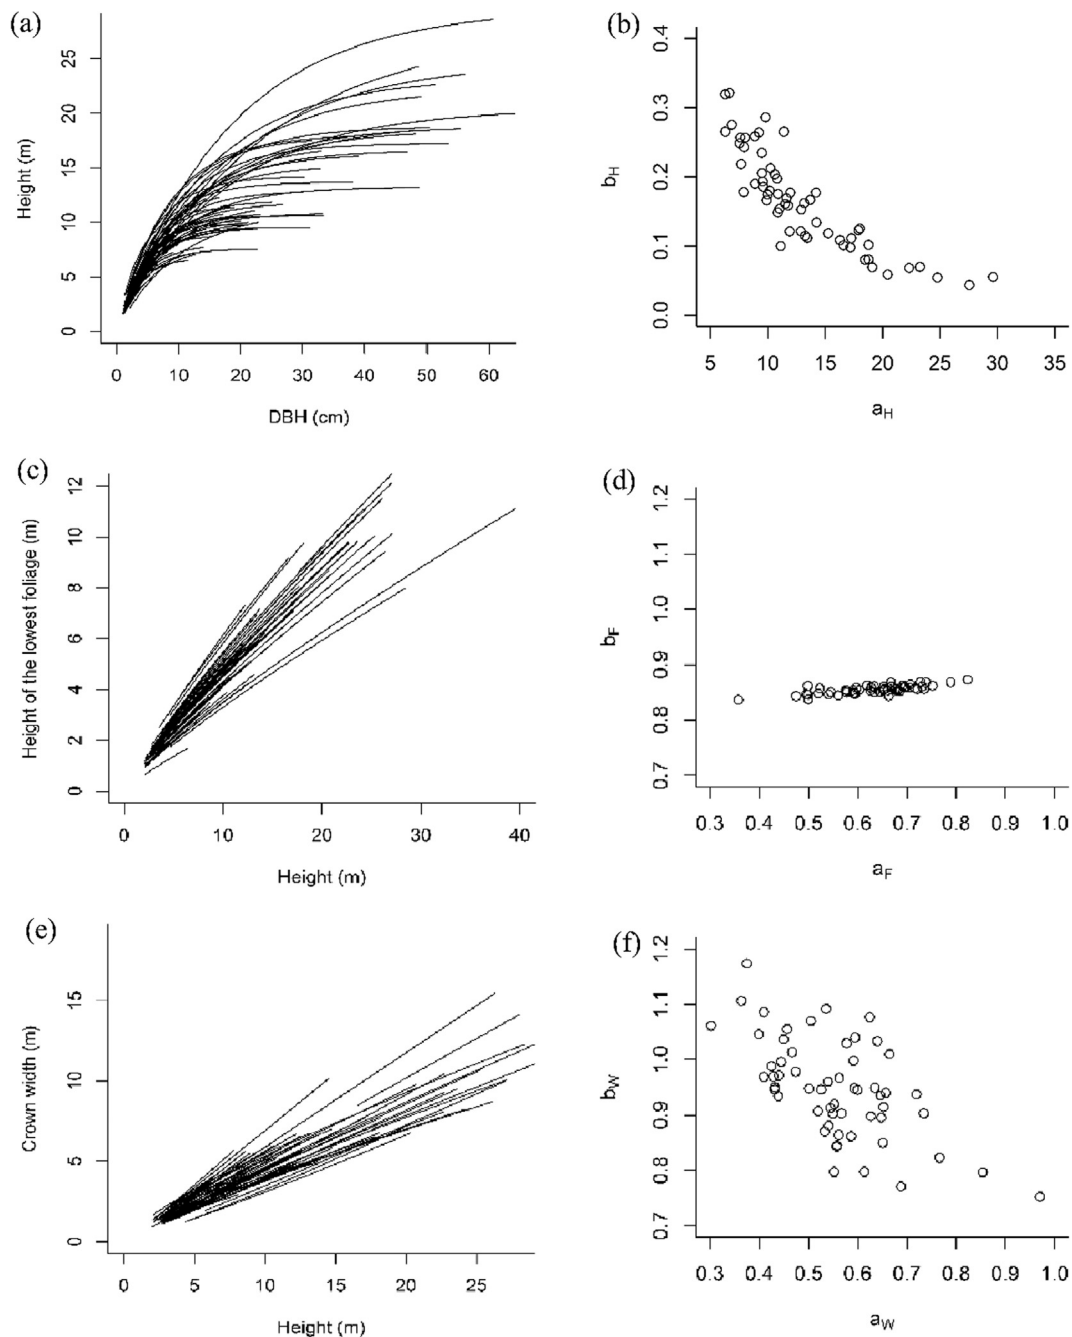 (a)
Height (m)
25
20
15
10
5
0
0 10 20 30 40 50 60
DBH (cm)
(b)
b_H
0.4
0.3
0.2
0.1
0.0
5 10 15 20 25 30 35
a_H
(c)
Height of the lowest foliage (m)
12
10
8
6
4
2
0
0 10 20 30 40
Height (m)
(d)
b_F
1.2
1.1
1.0
0.9
0.8
0.7
0.3 0.4 0.5 0.6 0.7 0.8 0.9 1.0
a_F
(e)
Crown width (m)
15
10
5
0
0 5 10 15 20 25
Height (m)
(f)
b_W
1.2
1.1
1.0
0.9
0.8
0.7
0.3 0.4 0.5 0.6 0.7 0.8 0.9 1.0
a_W